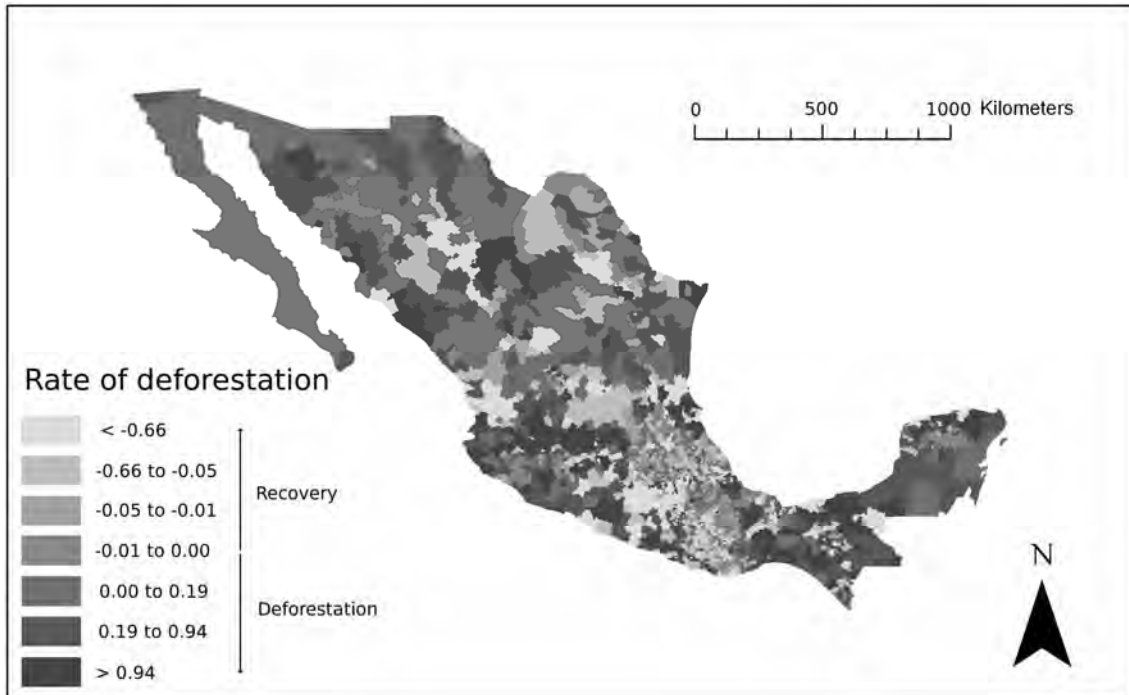 0 500 1000 Kilometers
Rate of deforestation
< -0.66
-0.66 to -0.05
-0.05 to -0.01
-0.01 to 0.00
0.00 to 0.19
0.19 to 0.94
> 0.94
Recovery
Deforestation
N